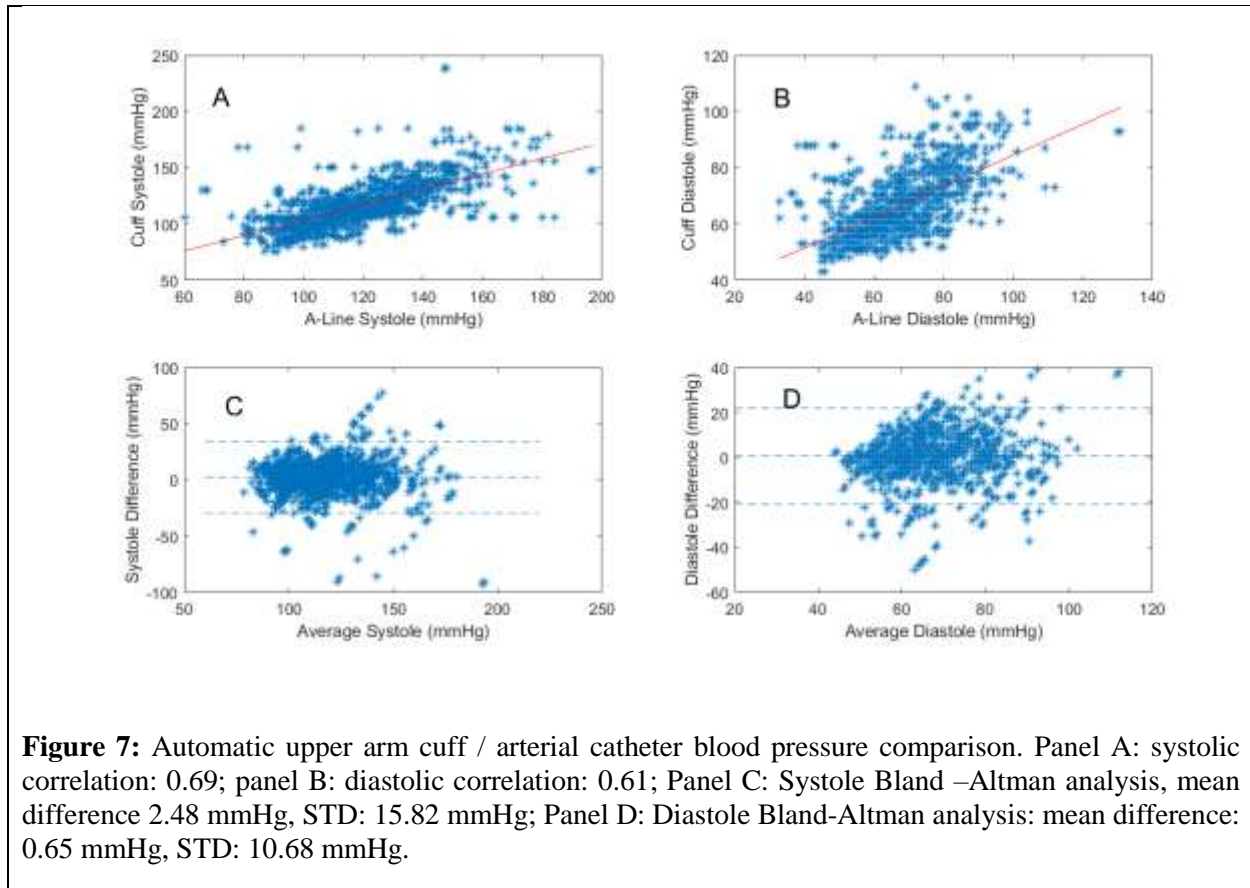 250
200
150
100
50
A
Cuff Systole (mmHg)
60 80 100 120 140 160 180 200
A-Line Systole (mmHg)
120
100
80
60
40
B
Cuff Diastole (mmHg)
20 40 60 80 100 120 140
A-Line Diastole (mmHg)
100
50
0
-50
-100
C
Systole Difference (mmHg)
50 100 150 200 250
Average Systole (mmHg)
40
20
0
-20
-40
-60
D
Diastole Difference (mmHg)
20 40 60 80 100 120
Average Diastole (mmHg)
Figure 7: Automatic upper arm cuff / arterial catheter blood pressure comparison. Panel A: systolic
correlation: 0.69; panel B: diastolic correlation: 0.61; Panel C: Systole Bland –Altman analysis, mean
difference 2.48 mmHg, STD: 15.82 mmHg; Panel D: Diastole Bland-Altman analysis: mean difference:
0.65 mmHg, STD: 10.68 mmHg.